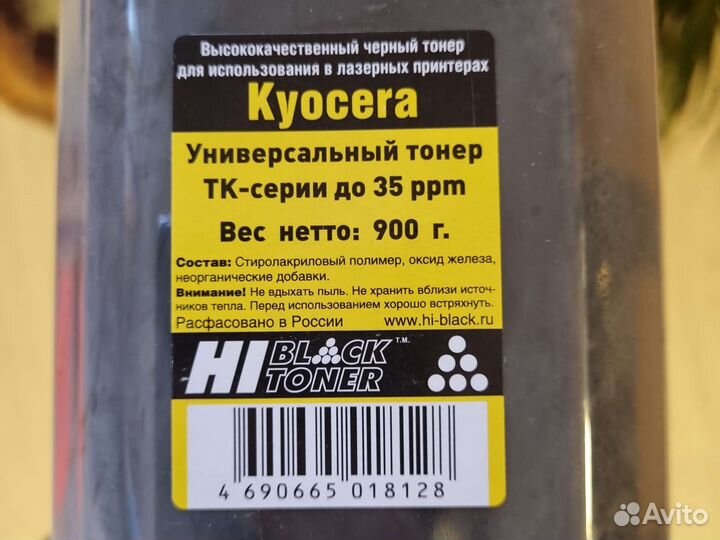 Высококачественный черный тонер
для использования в лазерных принтерах
Kyocera
Универсальный тонер
TK-серии до 35 ppm
Вес нетто: 900 г.
Состав: Стиролакриловый полимер, оксид железа,
неорганические добавки.
Внимание! Не вдыхать пыль. Не хранить вблизи источ-
ников тепла. Перед использованием хорошо встряхнуть.
Расфасовано в России www.hi-black.ru
HI BLACK T.M.
TONER
4 690665 018128
Avito